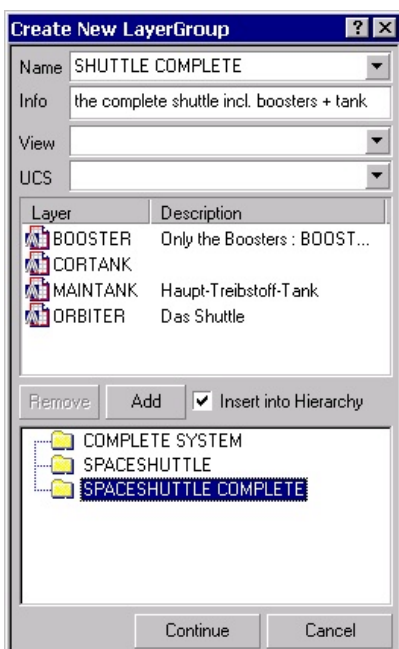 Create New LayerGroup ? ×
Name SHUTTLE COMPLETE
Info the complete shuttle incl. boosters + tank
View
UCS
Layer Description
BOOSTER Only the Boosters : BOOST...
CORTANK
MAINTANK Haupt-Treibstoff-Tank
ORBITER Das Shuttle
Remove Add Insert into Hierarchy
COMPLETE SYSTEM
SPACESHUTTLE
SPACESHUTTLE COMPLETE
Continue Cancel